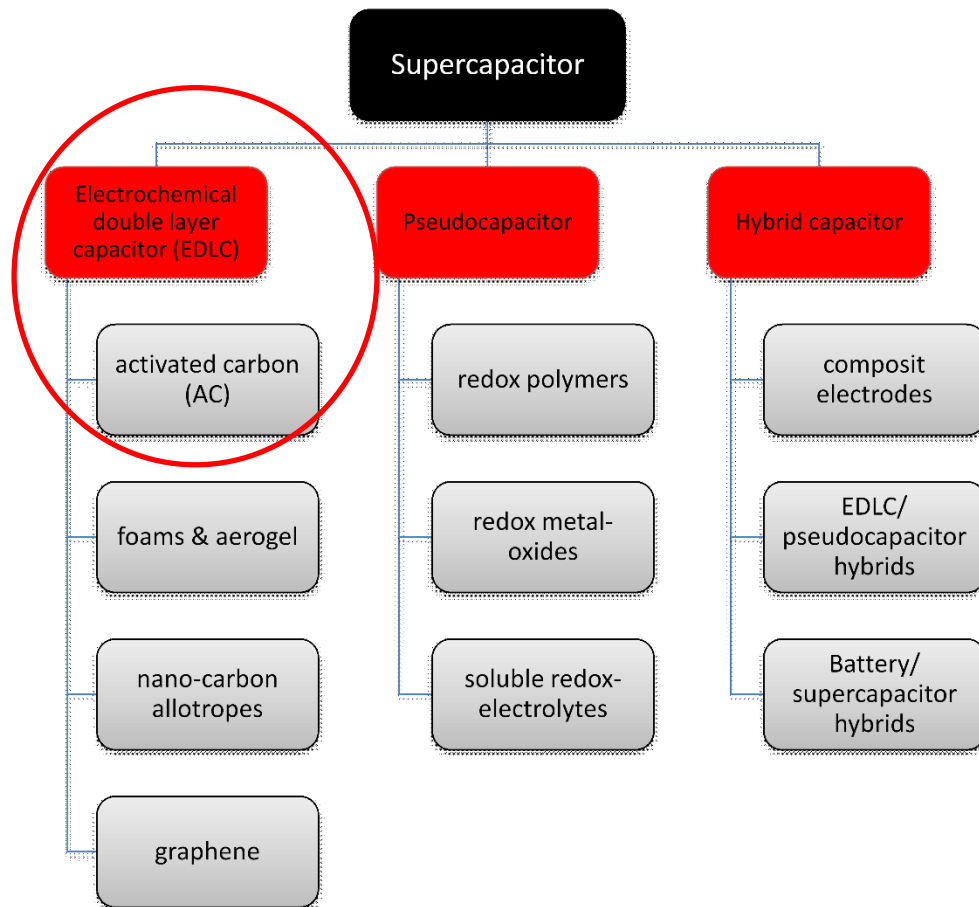 Supercapacitor
Electrochemical
double layer
capacitor (EDLC)
Pseudocapacitor
Hybrid capacitor
activated carbon
(AC)
foams & aerogel
nano-carbon
allotropes
graphene
redox polymers
redox metal-
oxides
soluble redox-
electrolytes
composit
electrodes
EDLC/
pseudocapacitor
hybrids
Battery/
supercapacitor
hybrids